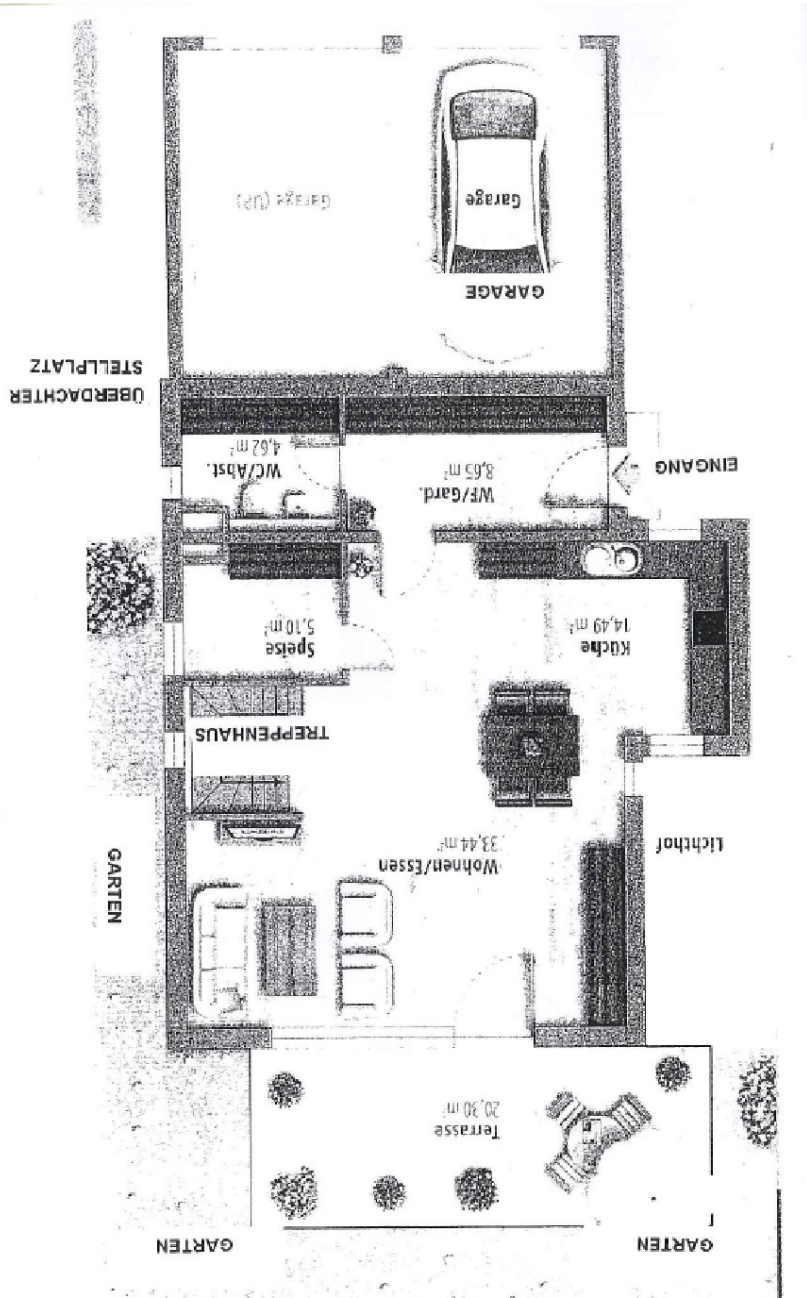 GARTEN
GARTEN
Terrasse
20,30 m²
GARTEN
Wohnen/Essen
33,44 m²
Lichthof
TREPPENHAUS
Küche
14,49 m²
Speise
5,10 m²
WF/Gard.
8,65 m²
EINGANG
WC/Abst.
4,62 m²
ÜBERDACHTER
STELLPLATZ
GARAGE
Garage
Garage (UP)